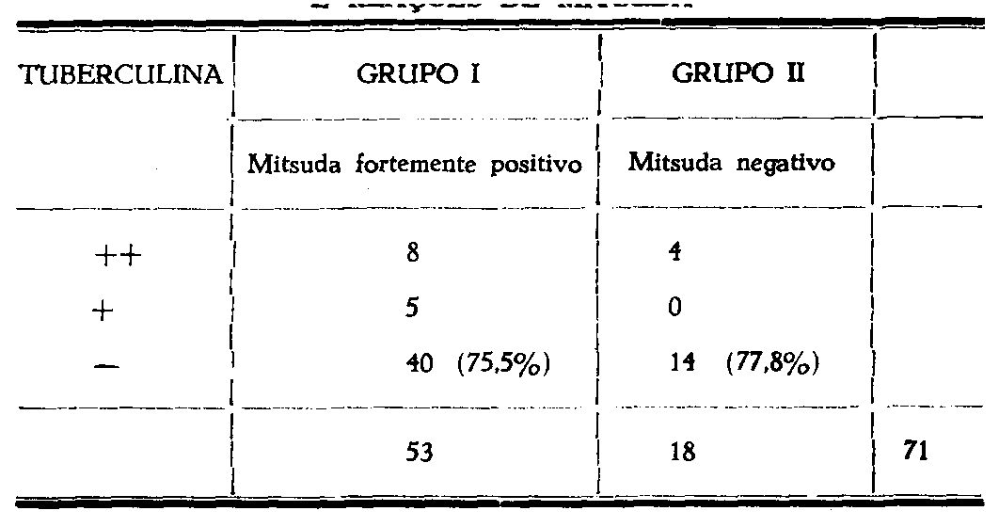 TUBERCULINA GRUPO I GRUPO II
Mitsuda fortemente positivo Mitsuda negativo
++ 8 4
+ 5 0
— 40 (75,5%) 14 (77,8%)
53 18 71